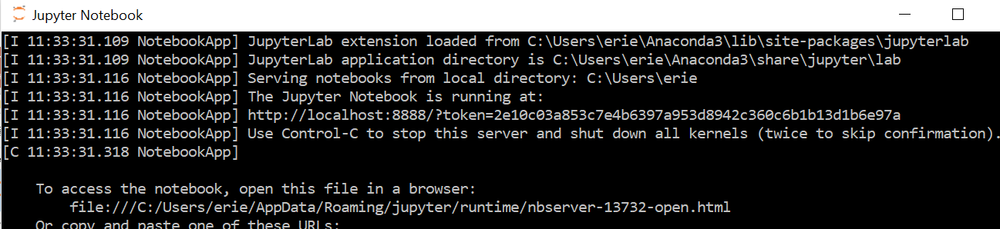 Jupyter Notebook
[I 11:33:31.109 NotebookApp] JupyterLab extension loaded from C:\Users\erie\Anaconda3\lib\site-packages\jupyterlab
[I 11:33:31.109 NotebookApp] JupyterLab application directory is C:\Users\erie\Anaconda3\share\jupyter\lab
[I 11:33:31.116 NotebookApp] Serving notebooks from local directory: C:\Users\erie
[I 11:33:31.116 NotebookApp] The Jupyter Notebook is running at:
[I 11:33:31.116 NotebookApp] http://localhost:8888/?token=2e10c03a853c7e4b6397a953d8942c360c6b1b13d1b6e97a
[I 11:33:31.116 NotebookApp] Use Control-C to stop this server and shut down all kernels (twice to skip confirmation).
[C 11:33:31.318 NotebookApp]
To access the notebook, open this file in a browser:
file:///C:/Users/erie/AppData/Roaming/jupyter/runtime/nbserver-13732-open.html
Or copy and paste one of these URLs: